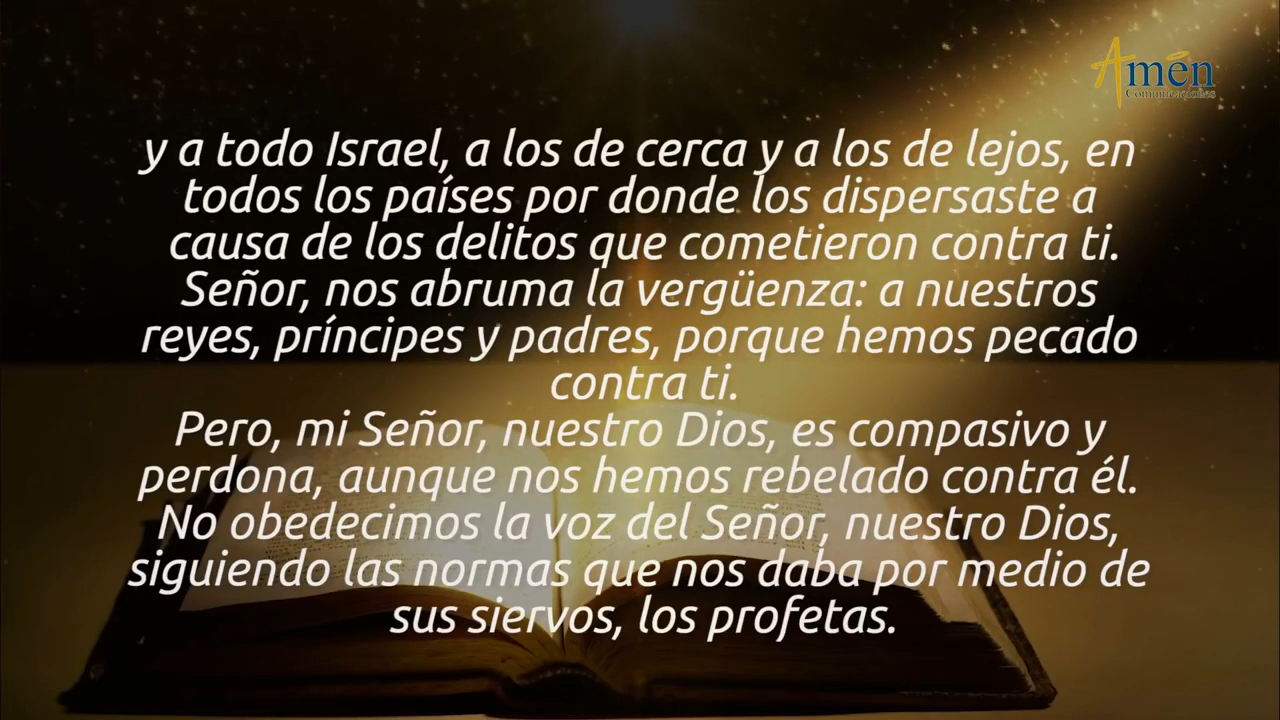 Amén
Comunicaciones
y a todo Israel, a los de cerca y a los de lejos, en
todos los países por donde los dispersaste a
causa de los delitos que cometieron contra ti.
Señor, nos abruma la vergüenza: a nuestros
reyes, príncipes y padres, porque hemos pecado
contra ti.
Pero, mi Señor, nuestro Dios, es compasivo y
perdona, aunque nos hemos rebelado contra él.
No obedecimos la voz del Señor, nuestro Dios,
siguiendo las normas que nos daba por medio de
sus siervos, los profetas.